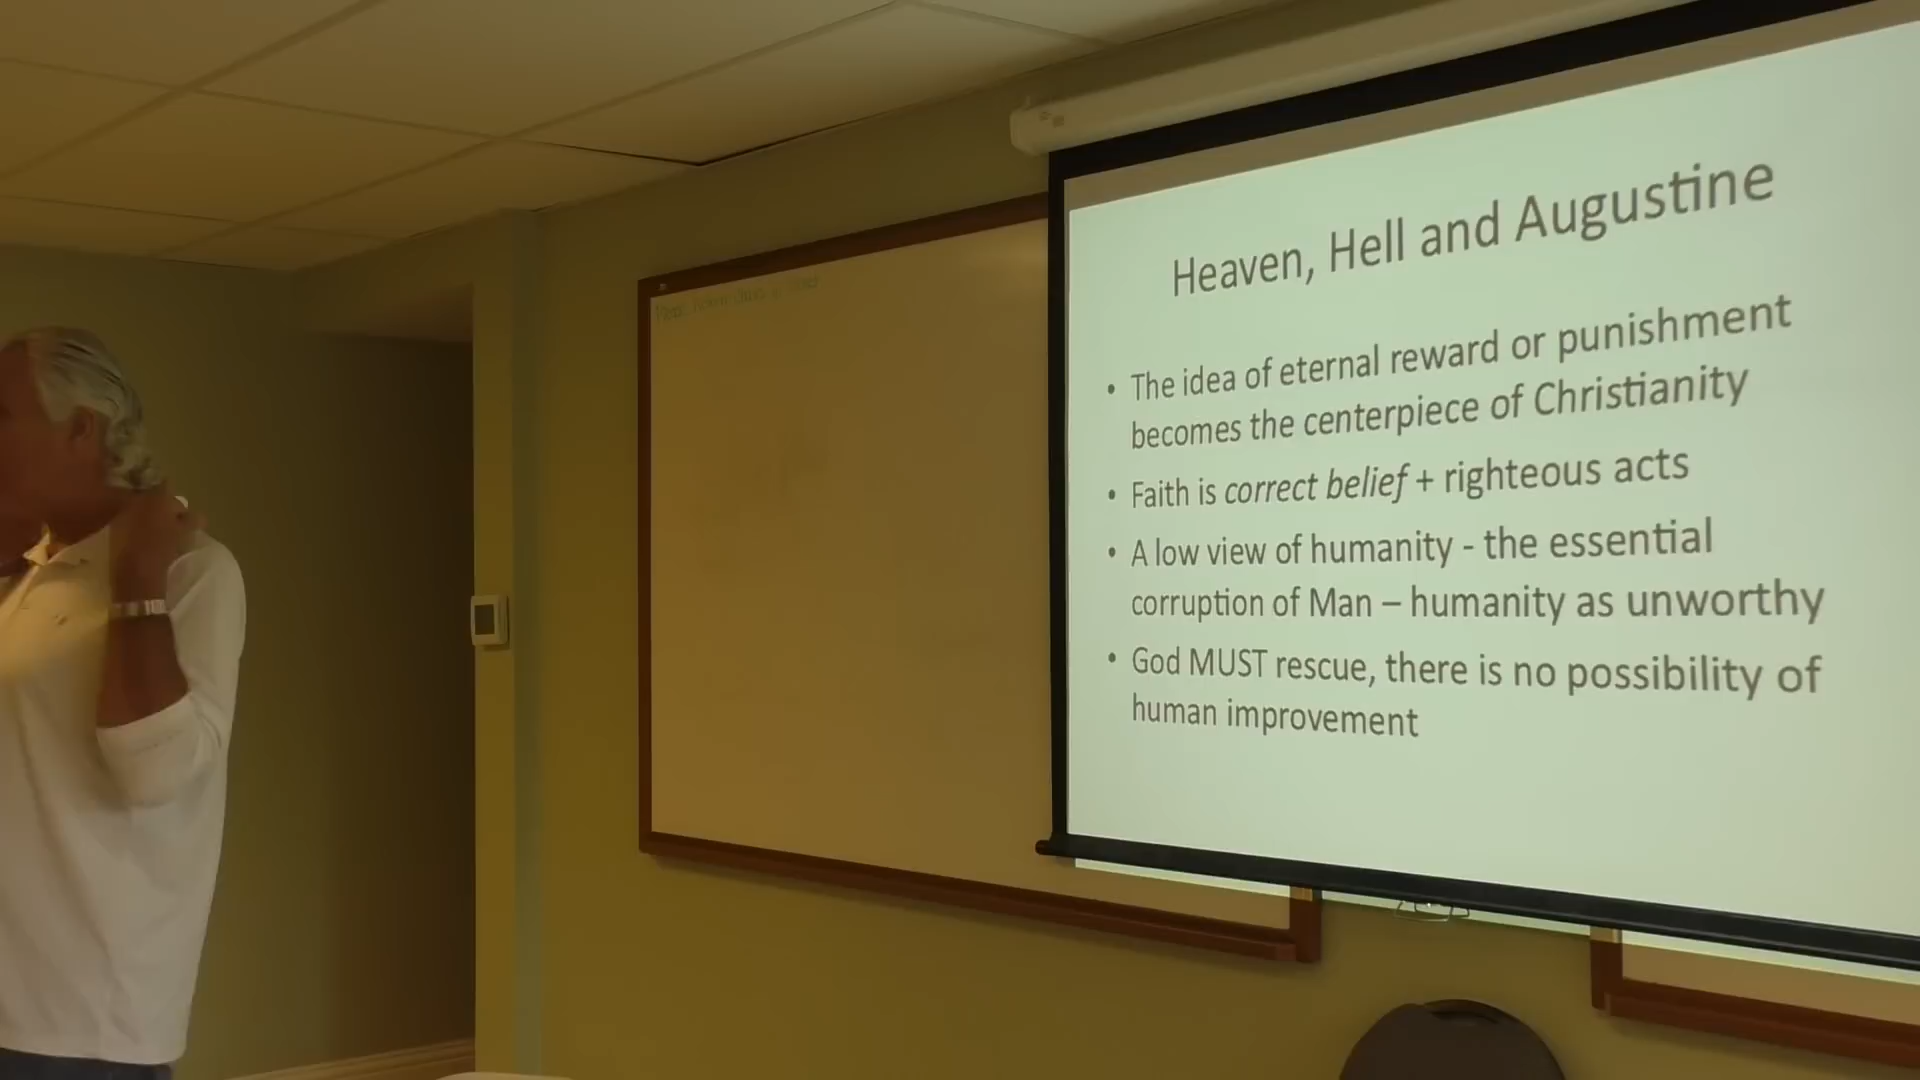 Heaven, Hell and Augustine
• The idea of eternal reward or punishment
becomes the centerpiece of Christianity
• Faith is correct belief + righteous acts
• A low view of humanity - the essential
corruption of Man – humanity as unworthy
• God MUST rescue, there is no possibility of
human improvement